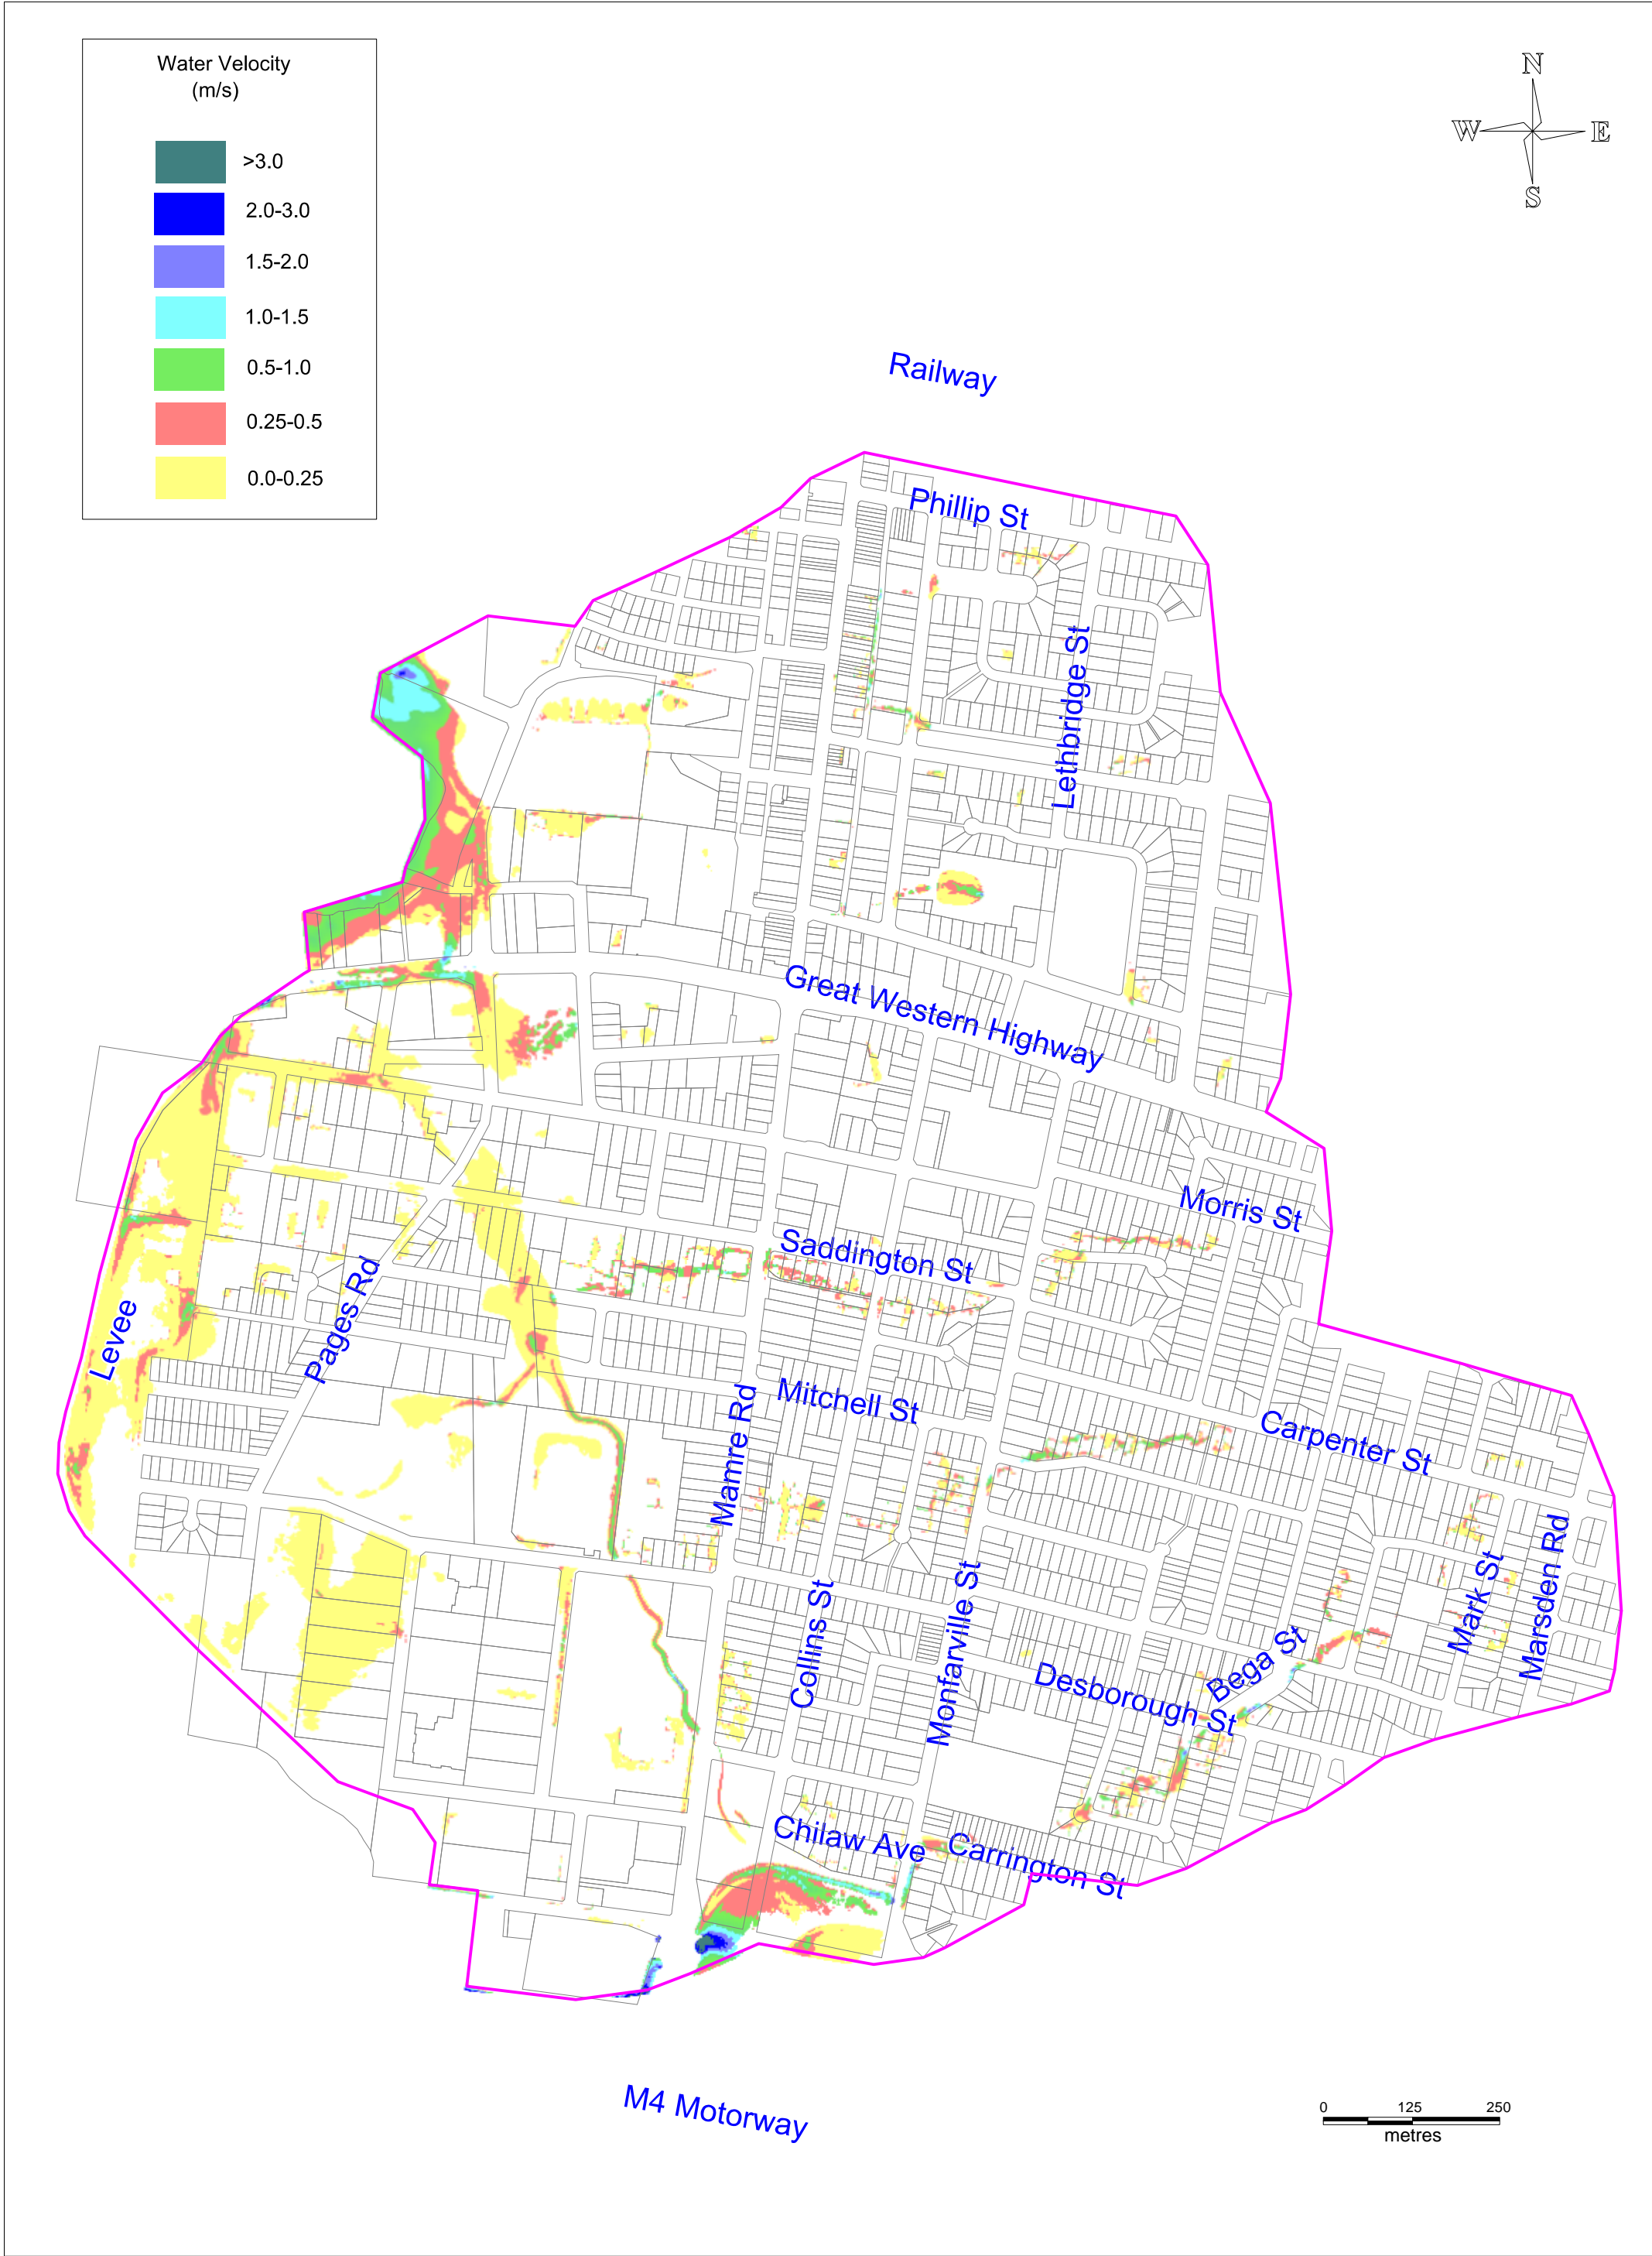 Water Velocity
(m/s)
>3.0
2.0-3.0
1.5-2.0
1.0-1.5
0.5-1.0
0.25-0.5
0.0-0.25
N
W
E
S
Railway
Phillip St
Lethbridge St
Great Western Highway
Morris St
Saddington St
Levee
Pages Rd
Mitchell St
Mamre Rd
Carpenter St
Collins St
Monfarville St
Desborough St
Bega St
Mark St
Marsden Rd
Chilaw Ave
Carrington St
M4 Motorway
0 125 250
metres